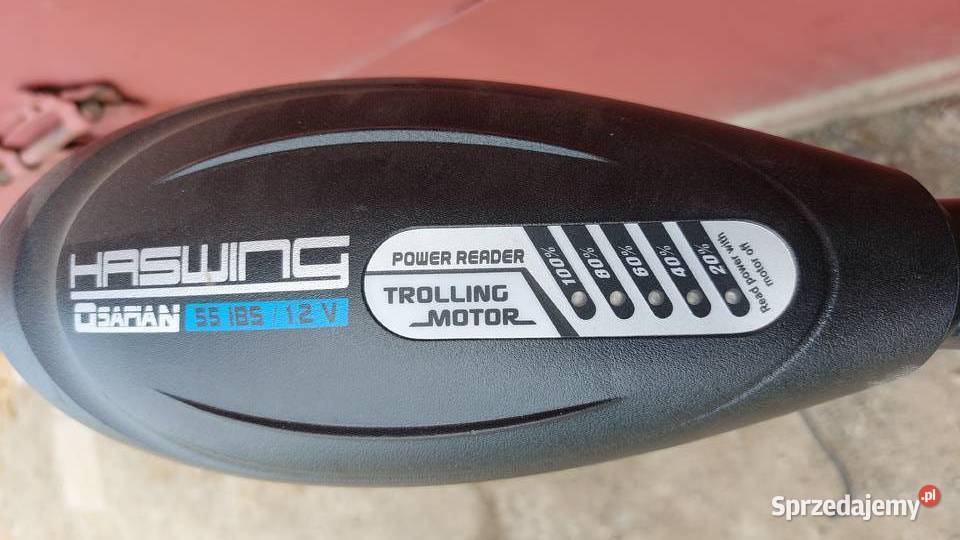 HASWING
OSAPIAN 55 lBS / 12 V
POWER READER
TROLLING
MOTOR
100%
80%
60%
40%
20%
Read power with
motor off
Sprzedajemy.pl